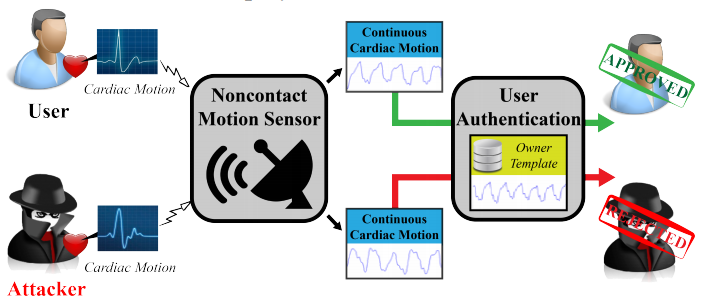 User
Cardiac Motion
Attacker
Cardiac Motion
Noncontact
Motion Sensor
Continuous
Cardiac Motion
Continuous
Cardiac Motion
User
Authentication
Owner
Template
APPROVED
REJECTED